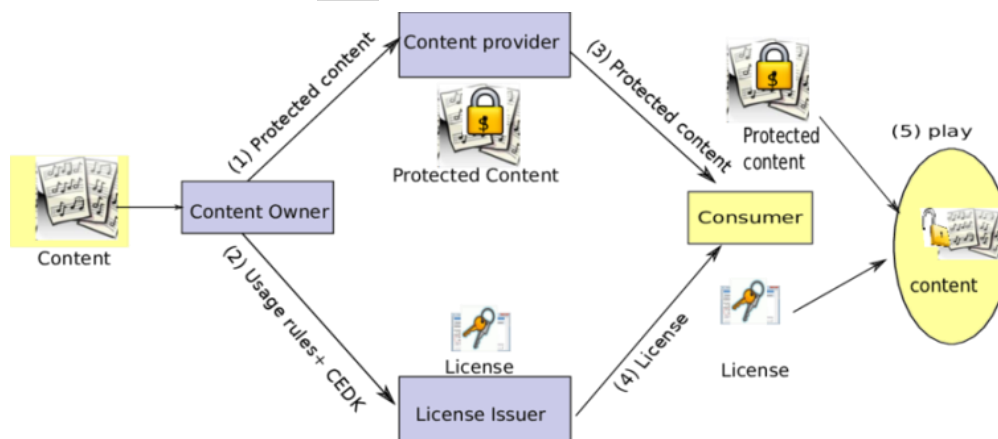 Content provider
(1) Protected content
(3) Protected content
Protected Content
Protected
content
(5) play
Content
Content Owner
Consumer
content
(2) Usage rules+ CEDK
License
(4) License
License
License Issuer